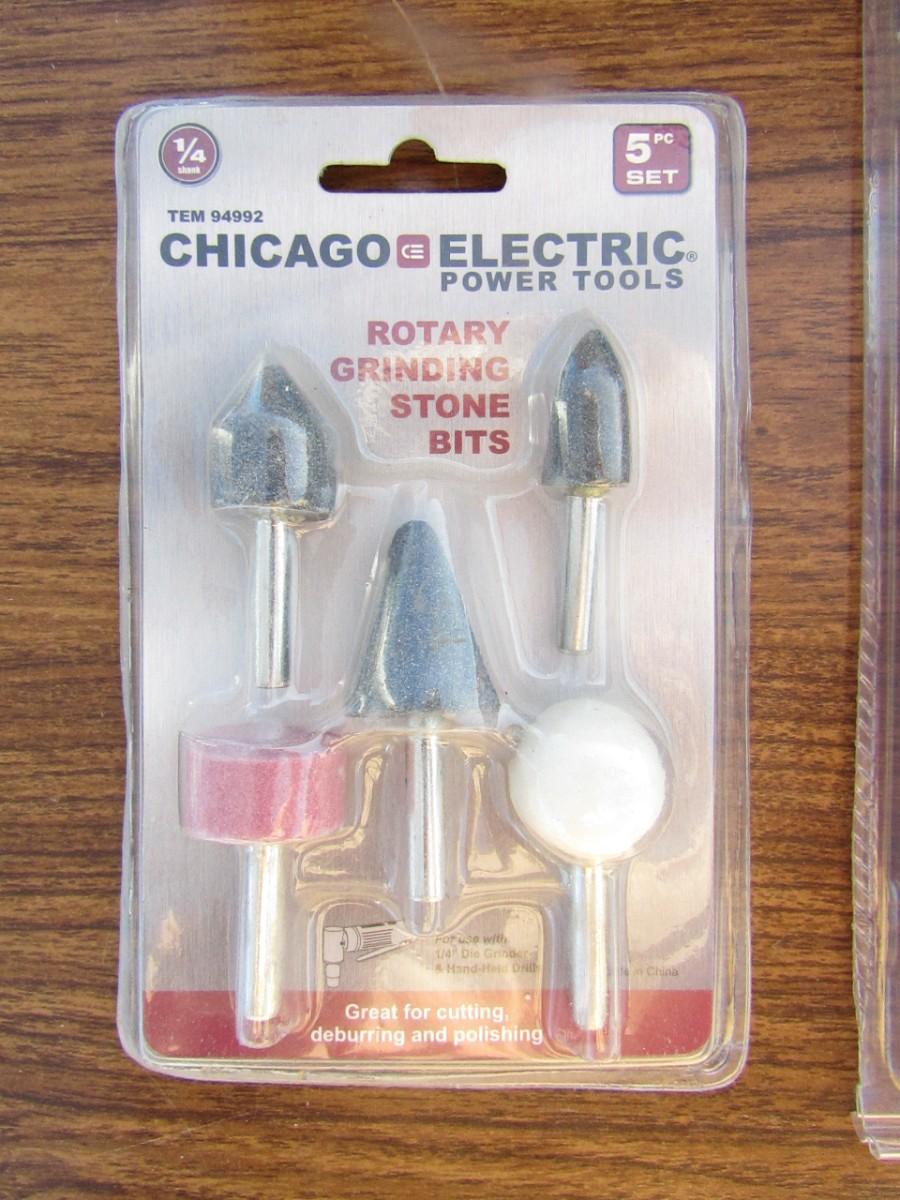 1/4
shank
5 PC
SET
TEM 94992
CHICAGO CE ELECTRIC®
POWER TOOLS
ROTARY
GRINDING
STONE
BITS
For use with
1/4" Die Grinder
& Hand-Held Drill
in China
Great for cutting,
deburring and polishing